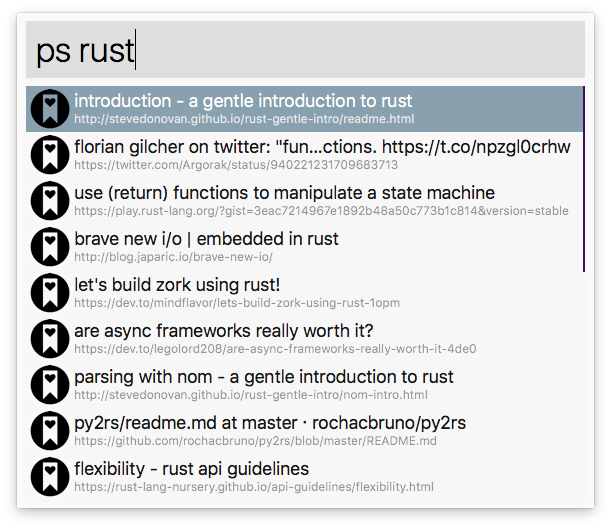 ps rust
introduction - a gentle introduction to rust
http://stevedonovan.github.io/rust-gentle-intro/readme.html
florian gilcher on twitter: "fun...ctions. https://t.co/npzgl0crhw
https://twitter.com/Argorak/status/940221231709683713
use (return) functions to manipulate a state machine
https://play.rust-lang.org/?gist=3eac7214967e1892b48a50c773b1c814&version=stable
brave new i/o | embedded in rust
http://blog.japaric.io/brave-new-io/
let's build zork using rust!
https://dev.to/mindflavor/lets-build-zork-using-rust-1opm
are async frameworks really worth it?
https://dev.to/legolord208/are-async-frameworks-really-worth-it-4de0
parsing with nom - a gentle introduction to rust
http://stevedonovan.github.io/rust-gentle-intro/nom-intro.html
py2rs/readme.md at master · rochacbruno/py2rs
https://github.com/rochacbruno/py2rs/blob/master/README.md
flexibility - rust api guidelines
https://rust-lang-nursery.github.io/api-guidelines/flexibility.html